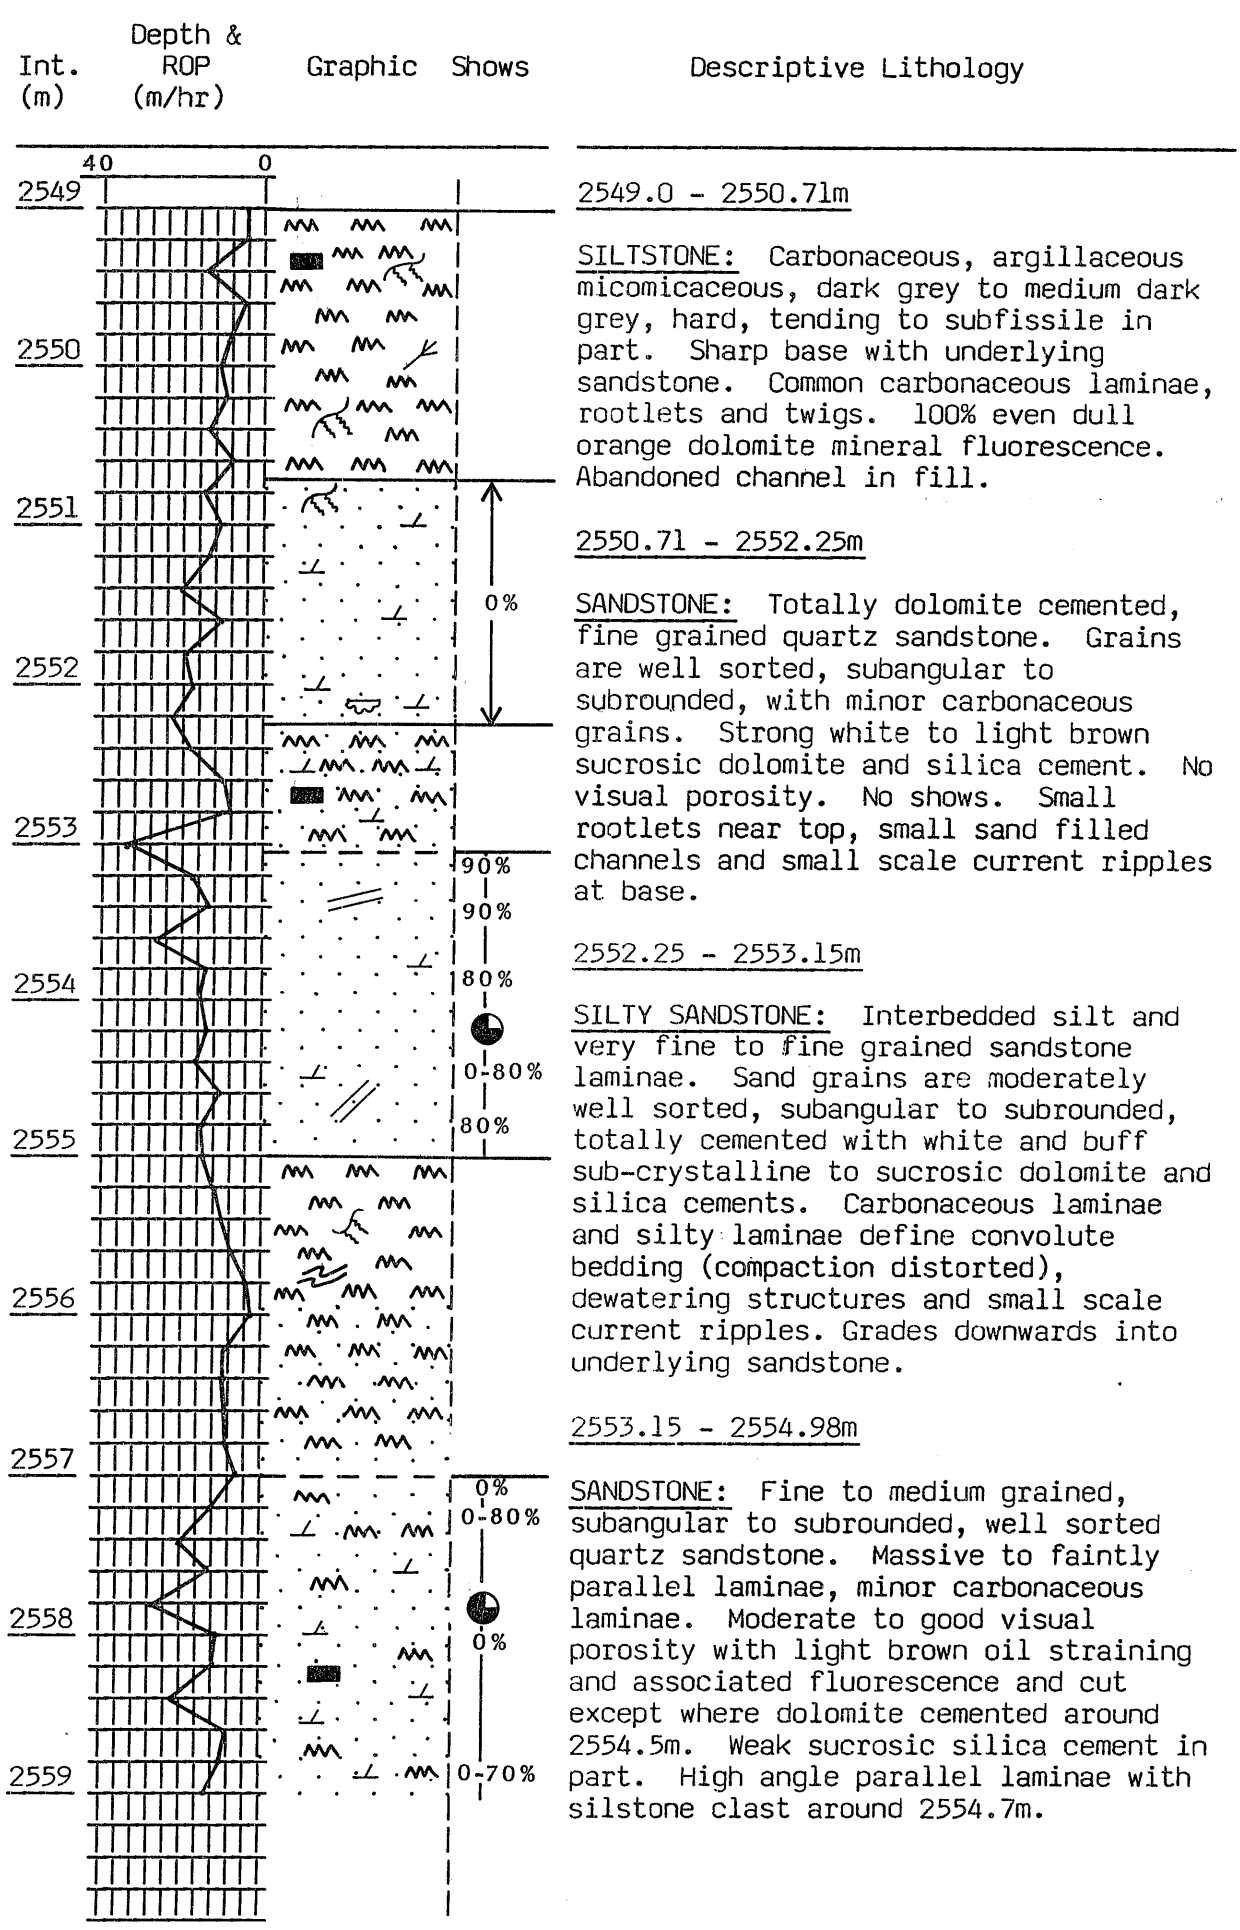 Depth &
Int. ROP Graphic Shows Descriptive Lithology
(m) (m/hr)
40 0
2549
2550
2551
0%
2552
2553
90%
90%
80%
2554
0-80%
80%
2555
2556
2557
0%
0-80%
2558
0%
0-70%
2559
2549.0 - 2550.71m
SILTSTONE: Carbonaceous, argillaceous
micomicaceous, dark grey to medium dark
grey, hard, tending to subfissile in
part. Sharp base with underlying
sandstone. Common carbonaceous laminae,
rootlets and twigs. 100% even dull
orange dolomite mineral fluorescence.
Abandoned channel in fill.
2550.71 - 2552.25m
SANDSTONE: Totally dolomite cemented,
fine grained quartz sandstone. Grains
are well sorted, subangular to
subrounded, with minor carbonaceous
grains. Strong white to light brown
sucrosic dolomite and silica cement. No
visual porosity. No shows. Small
rootlets near top, small sand filled
channels and small scale current ripples
at base.
2552.25 - 2553.15m
SILTY SANDSTONE: Interbedded silt and
very fine to fine grained sandstone
laminae. Sand grains are moderately
well sorted, subangular to subrounded,
totally cemented with white and buff
sub-crystalline to sucrosic dolomite and
silica cements. Carbonaceous laminae
and silty laminae define convolute
bedding (compaction distorted),
dewatering structures and small scale
current ripples. Grades downwards into
underlying sandstone.
2553.15 - 2554.98m
SANDSTONE: Fine to medium grained,
subangular to subrounded, well sorted
quartz sandstone. Massive to faintly
parallel laminae, minor carbonaceous
laminae. Moderate to good visual
porosity with light brown oil straining
and associated fluorescence and cut
except where dolomite cemented around
2554.5m. Weak sucrosic silica cement in
part. High angle parallel laminae with
silstone clast around 2554.7m.